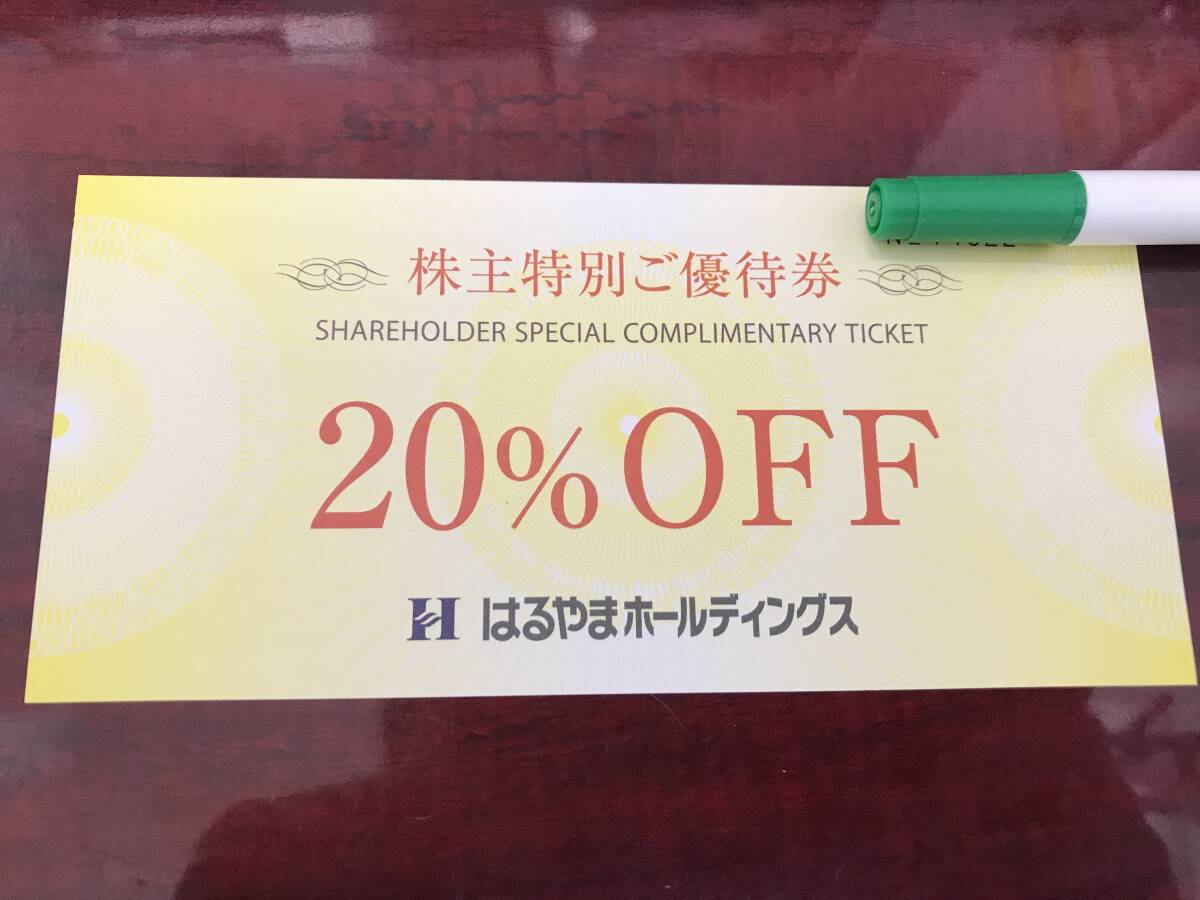 株主特別ご優待券
SHAREHOLDER SPECIAL COMPLIMENTARY TICKET
20%OFF
はるやまホールディングス